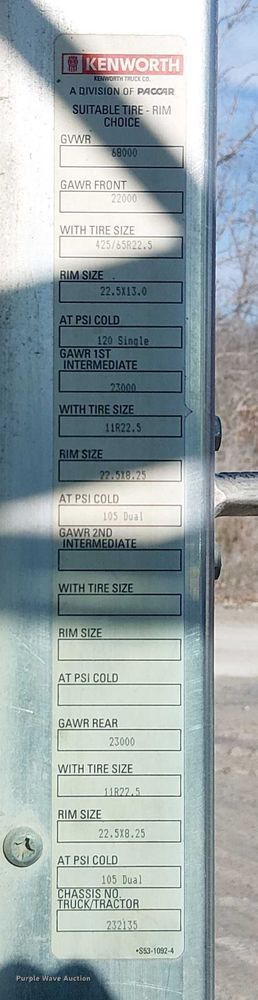 KENWORTH
KENWORTH TRUCK CO.
A DIVISION OF PACCAR
SUITABLE TIRE - RIM
CHOICE
GVWR
68000
GAWR FRONT
22000
WITH TIRE SIZE
425/65R22.5
RIM SIZE
22.5X13.0
AT PSI COLD
120 Single
GAWR 1ST
INTERMEDIATE
23000
WITH TIRE SIZE
11R22.5
RIM SIZE
22.5X8.25
AT PSI COLD
105 Dual
GAWR 2ND
INTERMEDIATE
WITH TIRE SIZE
RIM SIZE
AT PSI COLD
GAWR REAR
23000
WITH TIRE SIZE
11R22.5
RIM SIZE
22.5X8.25
AT PSI COLD
105 Dual
CHASSIS NO.
TRUCK/TRACTOR
232135
•S53-1092-4
Purple Wave Auction